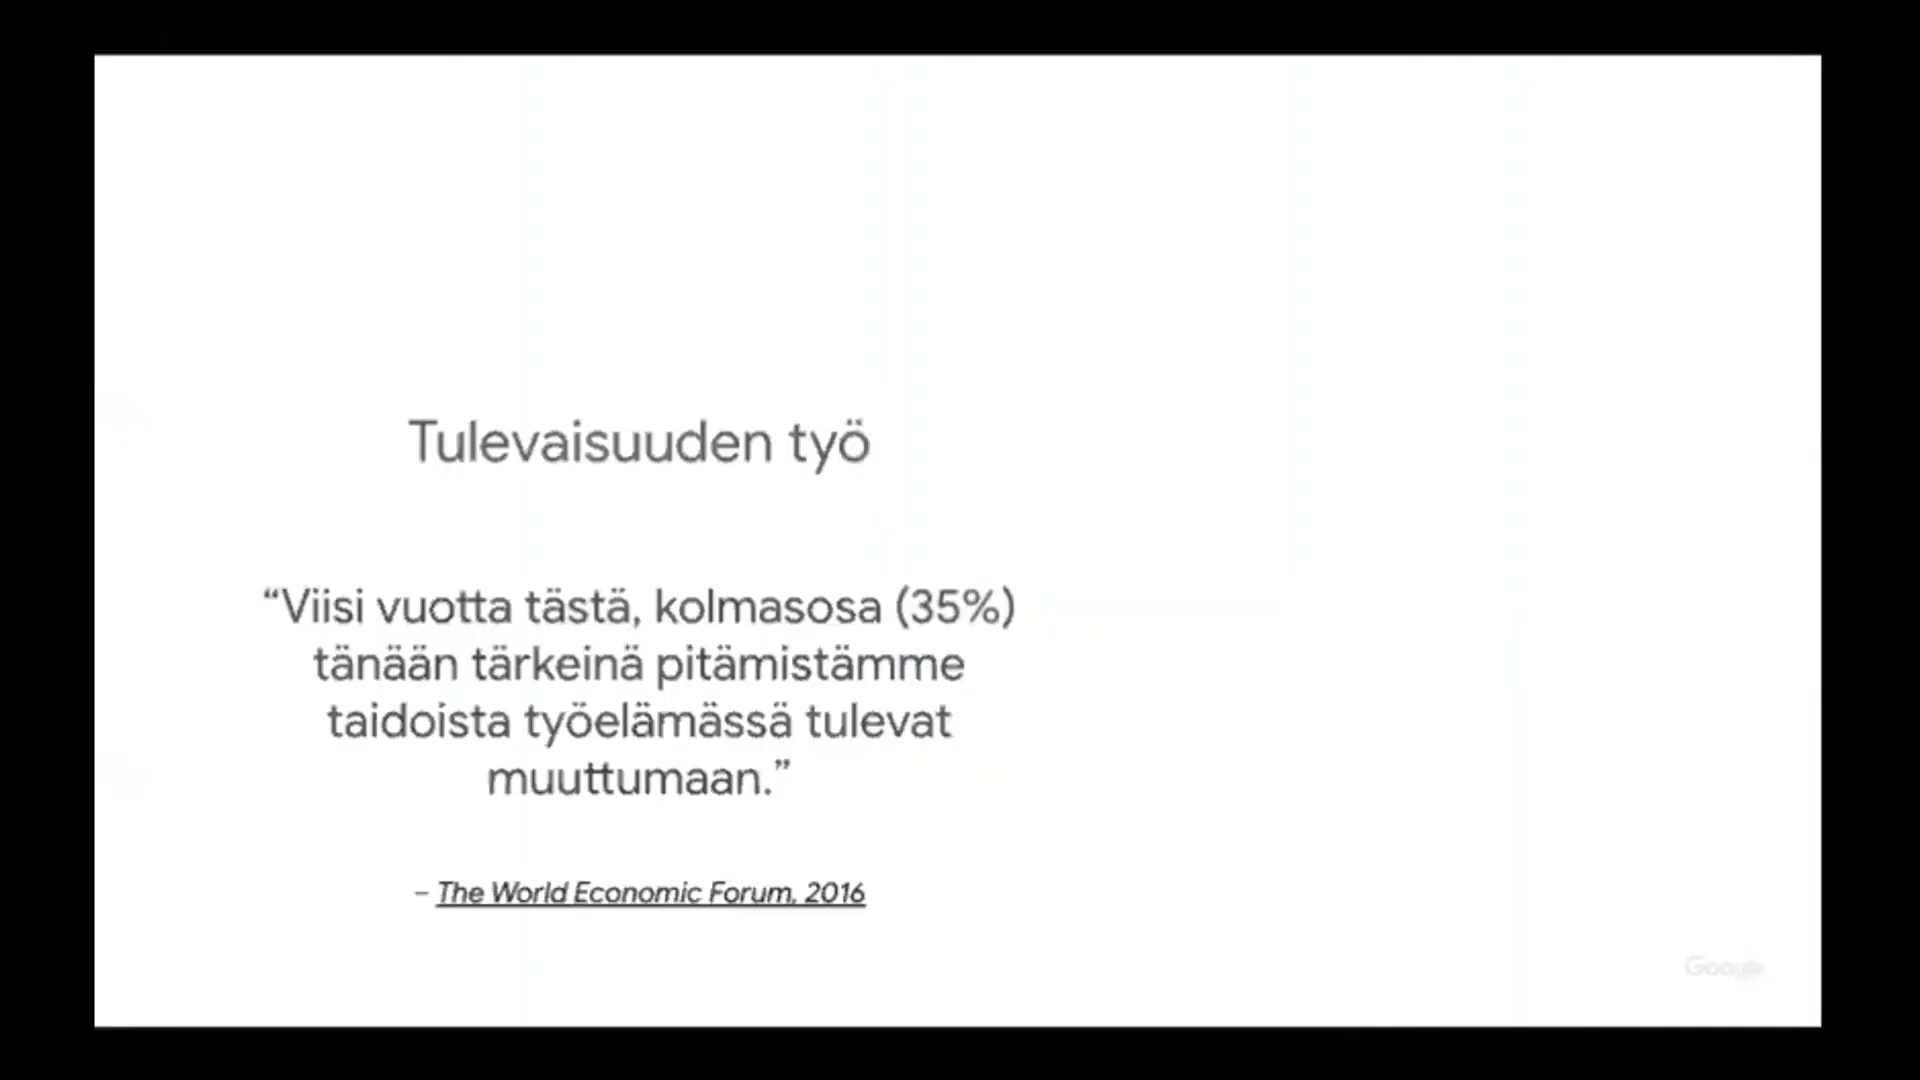 Tulevaisuuden työ
“Viisi vuotta tästä, kolmasosa (35%)
tänään tärkeinä pitämistämme
taidoista työelämässä tulevat
muuttumaan.”
– The World Economic Forum, 2016
Google